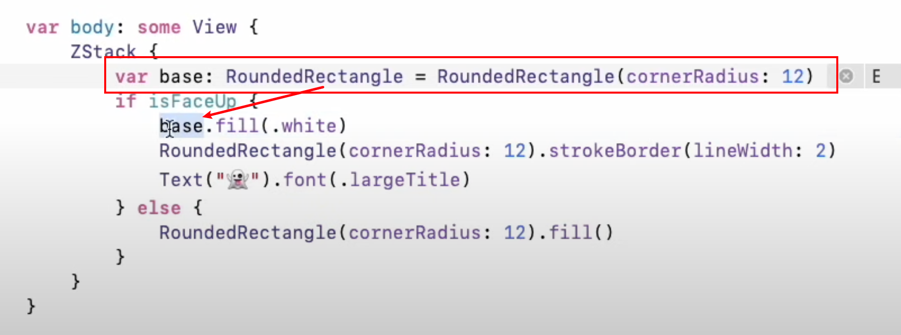 var body: some View {
ZStack {
var base: RoundedRectangle = RoundedRectangle(cornerRadius: 12) E
if isFaceUp {
base.fill(.white)
RoundedRectangle(cornerRadius: 12).strokeBorder(lineWidth: 2)
Text("👻").font(.largeTitle)
} else {
RoundedRectangle(cornerRadius: 12).fill()
}
}
}